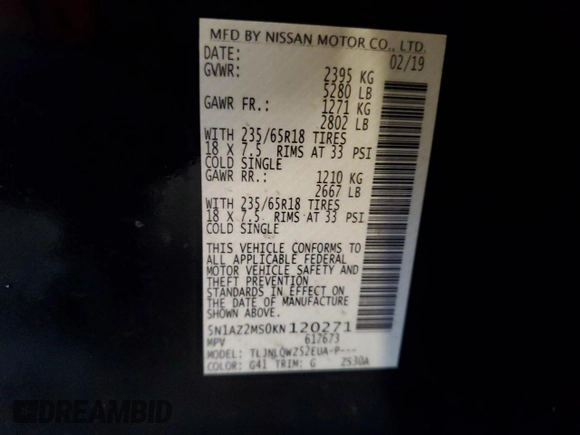 MFD BY NISSAN MOTOR CO., LTD.
DATE: 02/19
GVWR: 2395 KG
5280 LB
GAWR FR.: 1271 KG
2802 LB
WITH 235/65R18 TIRES
18 X 7.5 RIMS AT 33 PSI
COLD SINGLE
GAWR RR.: 1210 KG
2667 LB
WITH 235/65R18 TIRES
18 X 7.5 RIMS AT 33 PSI
COLD SINGLE
THIS VEHICLE CONFORMS TO
ALL APPLICABLE FEDERAL
MOTOR VEHICLE SAFETY AND
THEFT PREVENTION
STANDARDS IN EFFECT ON
THE DATE OF MANUFACTURE
SHOWN ABOVE.
5N1AZ2MS0KN120271
MPV 617673
MODEL: TLJNLQWZ52EUA-P---
COLOR: G41 TRIM: G 2530A
DREAMBID